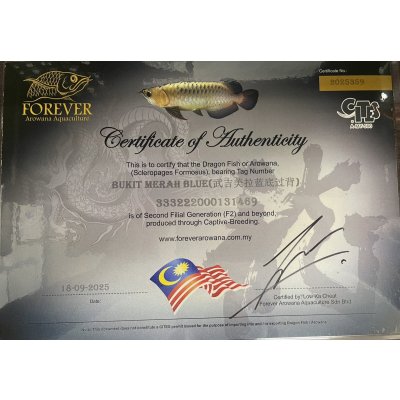 Certificate No.:
2025359
FOREVER
Arowana Aquaculture
CITES
Certificate of Authenticity
This is to certify that the Dragon Fish or Arowana,
(Scleropages Formosus), bearing Tag Number
BUKIT MERAH BLUE(武吉美拉蓝底过背)
333222000131469
is of Second Filial Generation (F2) and beyond,
produced through Captive-Breeding.
www.foreverarowana.com.my
18-09-2025
Date:
Certified by
Forever Arowana Aquaculture Sdn Bhd